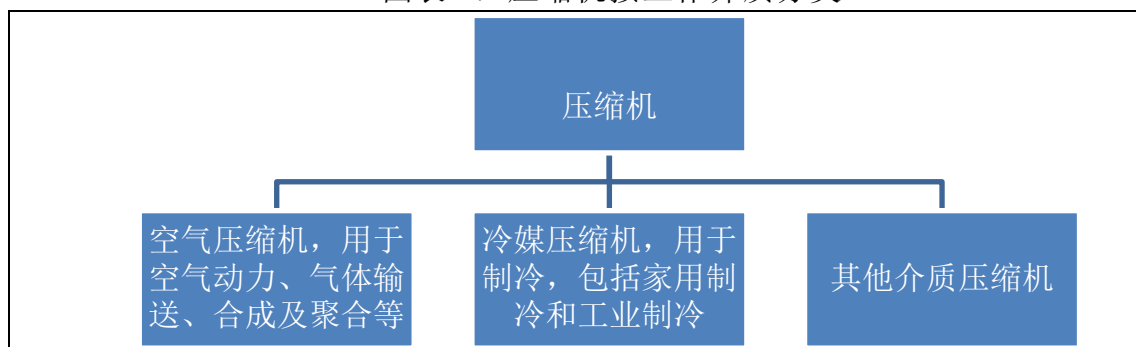 压缩机
空气压缩机，用于
空气动力、气体输
送、合成及聚合等
冷媒压缩机，用于
制冷，包括家用制
冷和工业制冷
其他介质压缩机